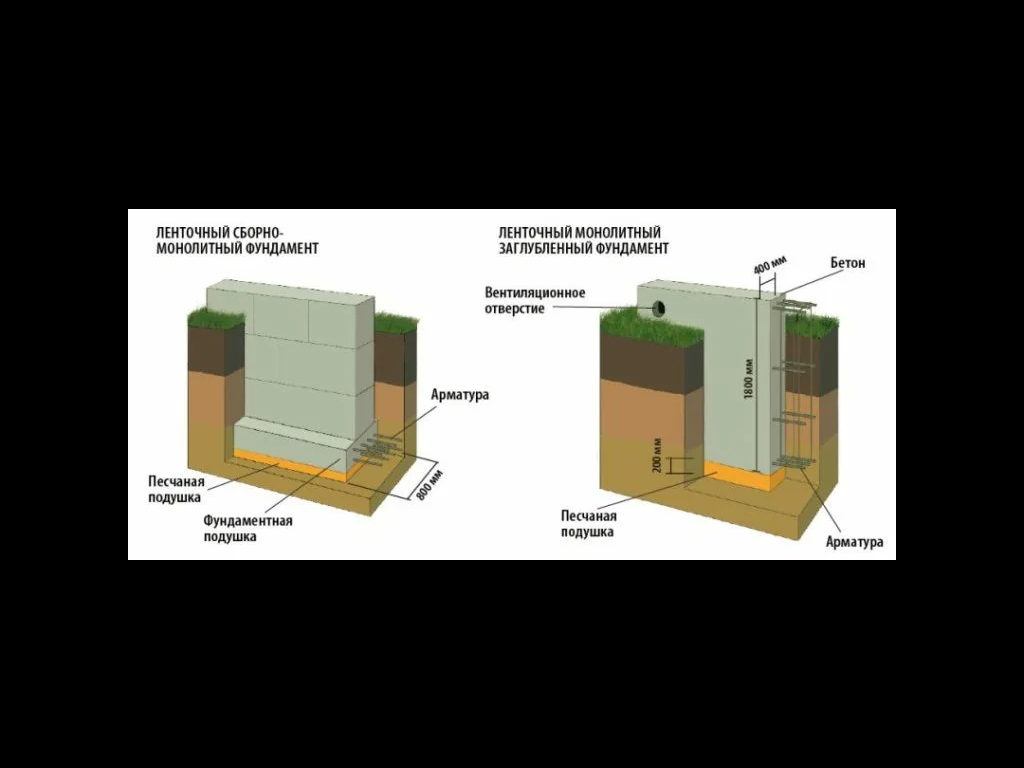 ЛЕНТОЧНЫЙ СБОРНО-
МОНОЛИТНЫЙ ФУНДАМЕНТ
Арматура
800 мм
Песчаная
подушка
Фундаментная
подушка
ЛЕНТОЧНЫЙ МОНОЛИТНЫЙ
ЗАГЛУБЛЕННЫЙ ФУНДАМЕНТ
400 мм
Бетон
Вентиляционное
отверстие
1800 мм
200 мм
Песчаная
подушка
Арматура